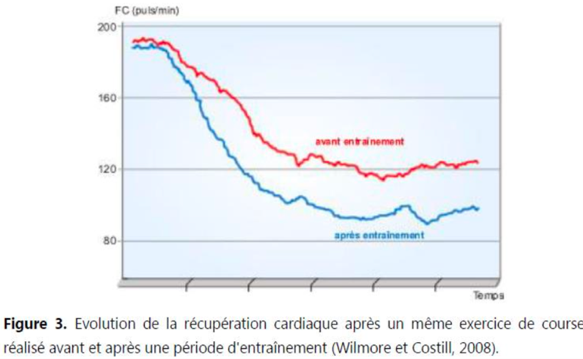 FC (puls/min)
200
160
120
80
avant entraînement
après entraînement
Temps
Figure 3. Evolution de la récupération cardiaque après un même exercice de course
réalisé avant et après une période d'entraînement (Wilmore et Costill, 2008).